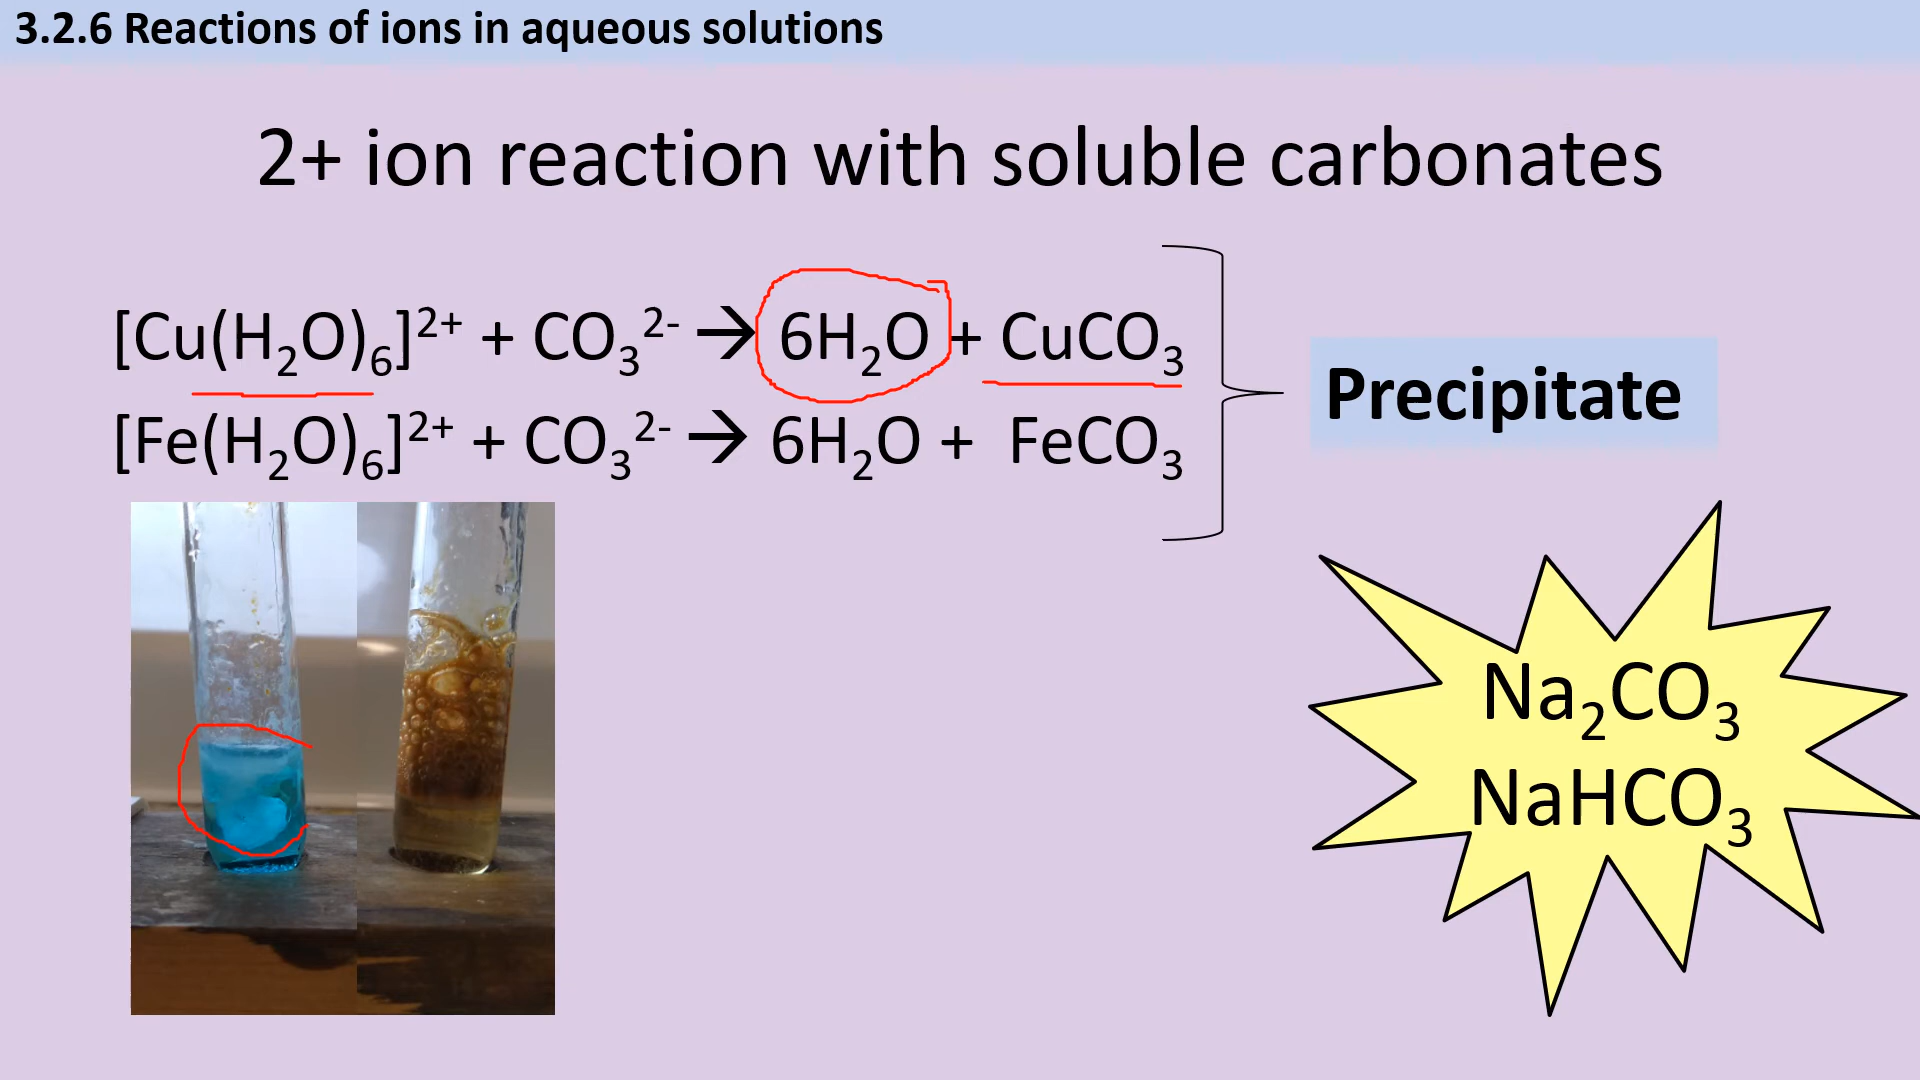 3.2.6 Reactions of ions in aqueous solutions
2+ ion reaction with soluble carbonates
[Cu(H₂O)₆]²⁺ + CO₃²⁻ → 6H₂O + CuCO₃
[Fe(H₂O)₆]²⁺ + CO₃²⁻ → 6H₂O + FeCO₃
Precipitate
Na₂CO₃
NaHCO₃